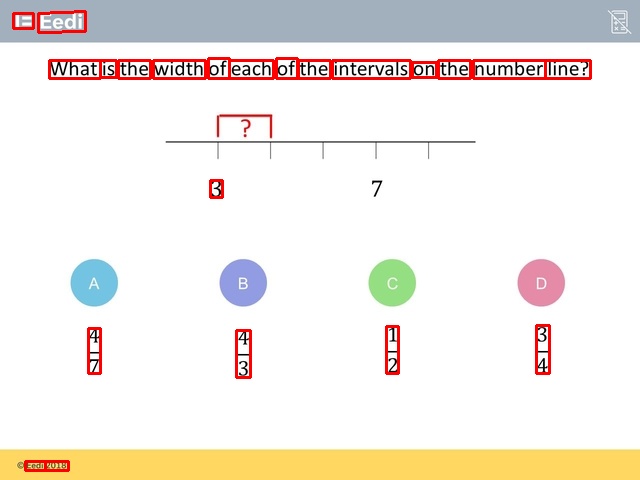 Eedi
What is the width of each of the intervals on the number line?
?
3 7
A B C D
4/7 4/3 1/2 3/4
© Eedi 2018